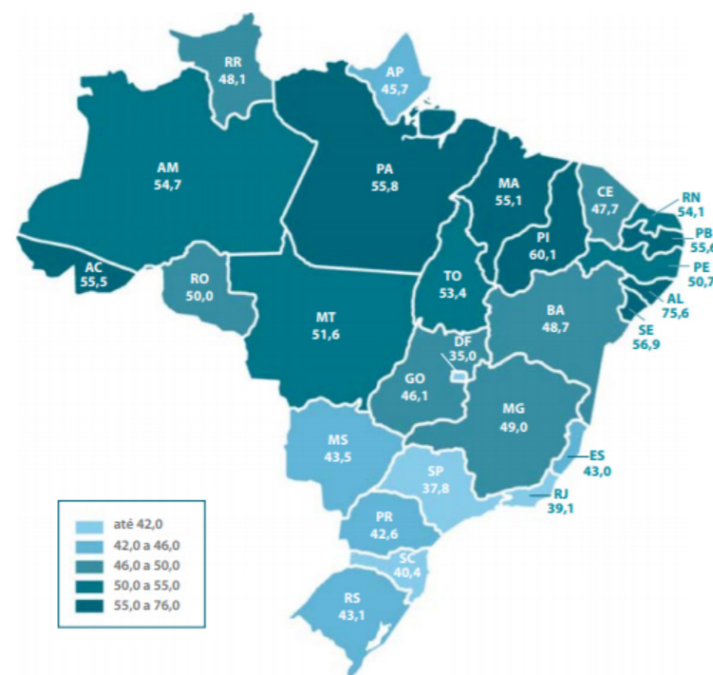 RR
48,1
AP
45,7
AM
54,7
PA
55,8
MA
55,1
CE
47,7
RN
54,1
PB
55,6
PI
60,1
PE
50,7
AC
55,5
RO
50,0
TO
53,4
AL
75,6
SE
56,9
MT
51,6
BA
48,7
DF
35,0
GO
46,1
MG
49,0
MS
43,5
ES
43,0
SP
37,8
RJ
39,1
PR
42,6
SC
40,4
RS
43,1
até 42,0
42,0 a 46,0
46,0 a 50,0
50,0 a 55,0
55,0 a 76,0